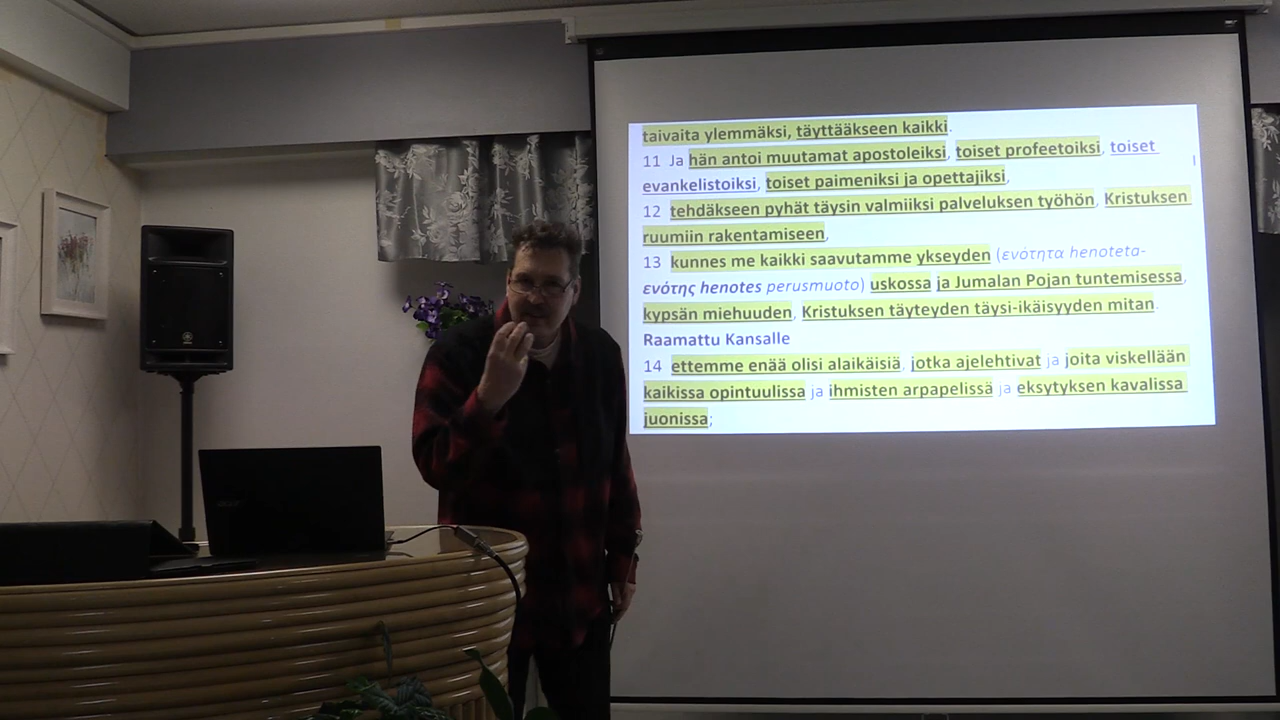 taivaita ylemmäksi, täyttääkseen kaikki.
11 Ja hän antoi muutamat apostoleiksi, toiset profeetoiksi, toiset
evankelistoiksi, toiset paimeniksi ja opettajiksi,
12 tehdäkseen pyhät täysin valmiiksi palveluksen työhön, Kristuksen
ruumiin rakentamiseen,
13 kunnes me kaikki saavutamme ykseyden (ενότητα henoteta-
ενότης henotes perusmuoto) uskossa ja Jumalan Pojan tuntemisessa,
kypsän miehuuden, Kristuksen täyteyden täysi-ikäisyyden mitan.
Raamattu Kansalle
14 ettemme enää olisi alaikäisiä, jotka ajelehtivat ja joita viskellään
kaikissa opintuulissa ja ihmisten arpapelissä ja eksytyksen kavalissa
juonissa;